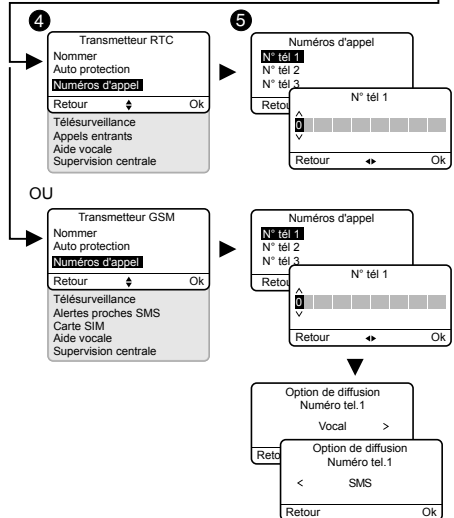 4
5
Transmetteur RTC
Nommer
Auto protection
Numéros d'appel
Retour Ok
Télésurveillance
Appels entrants
Aide vocale
Supervision centrale
Numéros d'appel
N° tél 1
N° tél 2
N° tél 3
Retou
N° tél 1
0
Retour Ok
OU
Transmetteur GSM
Nommer
Auto protection
Numéros d'appel
Retour Ok
Télésurveillance
Alertes proches SMS
Carte SIM
Aide vocale
Supervision centrale
Numéros d'appel
N° tél 1
N° tél 2
N° tél 3
Retou
N° tél 1
0
Retour Ok
Option de diffusion
Numéro tel.1
Vocal >
Reto
Option de diffusion
Numéro tel.1
< SMS
Retour Ok